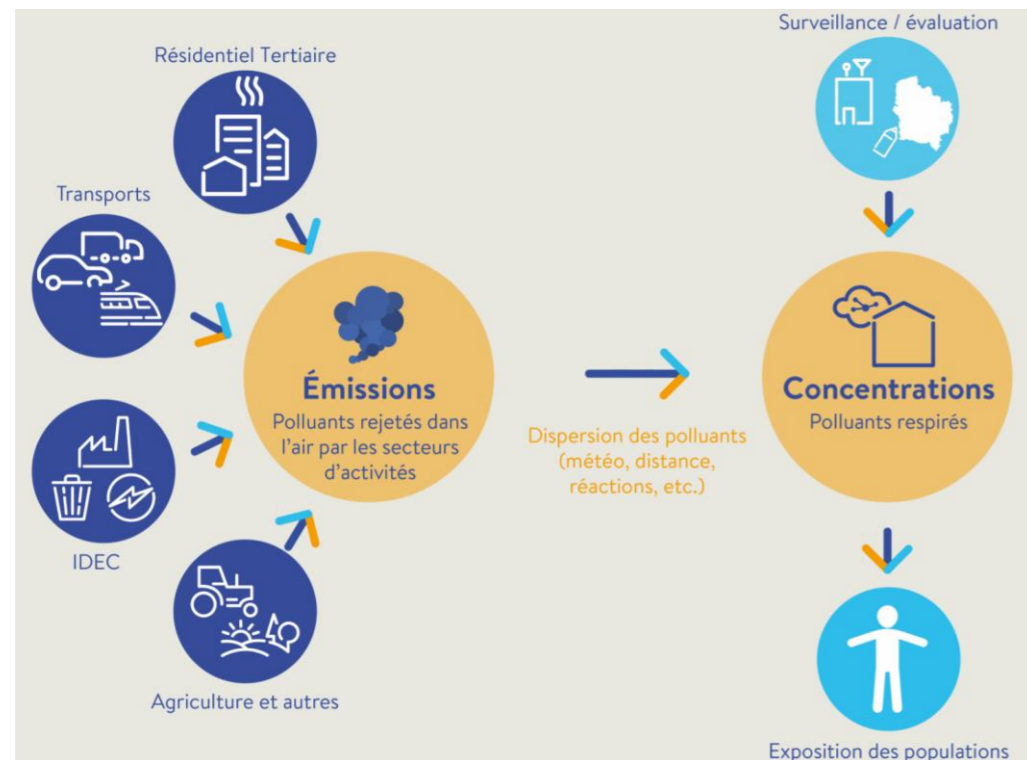 Résidentiel Tertiaire
Transports
IDEC
Agriculture et autres
Émissions
Polluants rejetés dans
l'air par les secteurs
d'activités
Dispersion des polluants
(météo, distance,
réactions, etc.)
Surveillance / évaluation
Concentrations
Polluants respirés
Exposition des populations